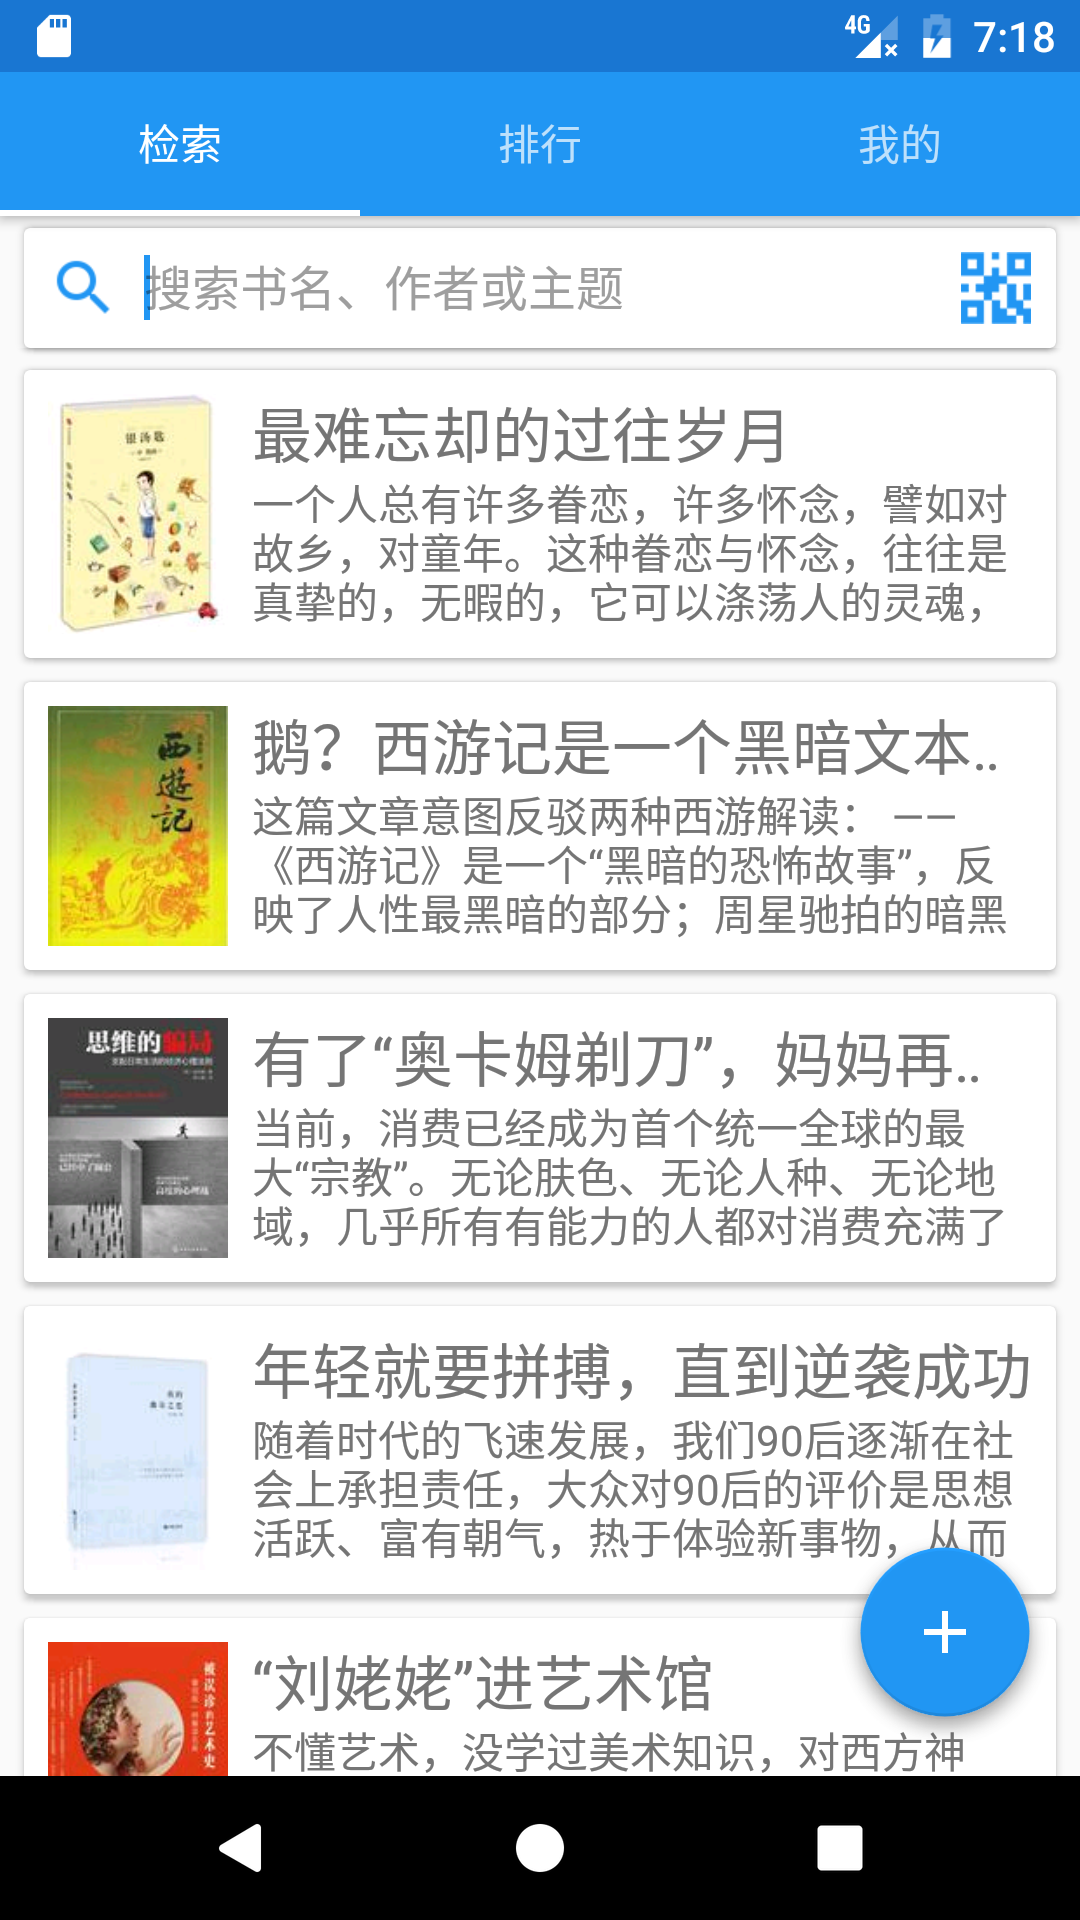 4G 7:18
检索 排行 我的
搜索书名、作者或主题
银汤匙
最难忘却的过往岁月
一个人总有许多眷恋，许多怀念，譬如对
故乡，对童年。这种眷恋与怀念，往往是
真挚的，无暇的，它可以涤荡人的灵魂，
西遊記
鹅？西游记是一个黑暗文本..
这篇文章意图反驳两种西游解读： ——
《西游记》是一个“黑暗的恐怖故事”，反
映了人性最黑暗的部分；周星驰拍的暗黑
思维的骗局
有了“奥卡姆剃刀”，妈妈再..
当前，消费已经成为首个统一全球的最
大“宗教”。无论肤色、无论人种、无论地
域，几乎所有有能力的人都对消费充满了
年轻就要拼搏，直到逆袭成功
随着时代的飞速发展，我们90后逐渐在社
会上承担责任，大众对90后的评价是思想
活跃、富有朝气，热于体验新事物，从而
被误诊的艺术史
“刘姥姥”进艺术馆
不懂艺术，没学过美术知识，对西方神